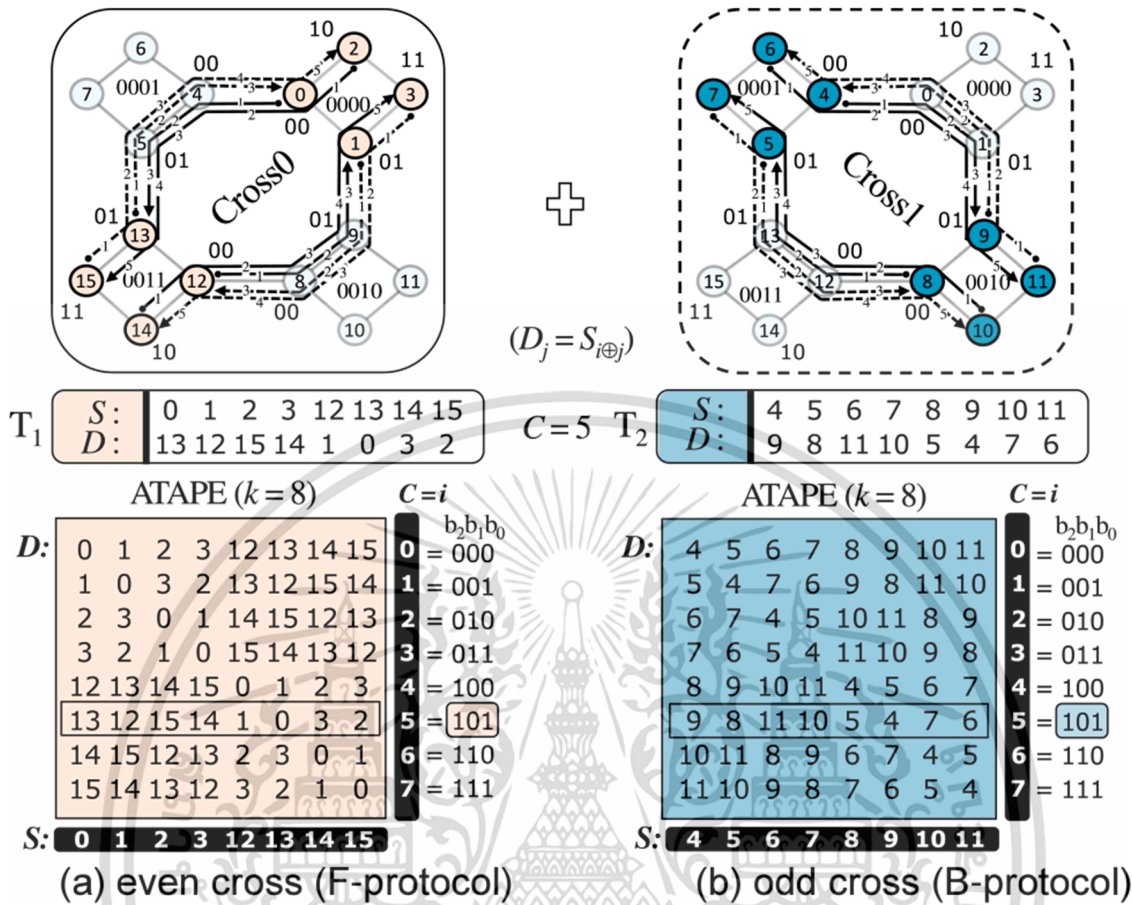 10
2
11
3
6
7
0001
4
5
00
0
0000
00
1
01
01
Cross0
01
13
15
0011
12
00
11
14
10
01
9
8
0010
11
10
00
6
7
0001
4
5
00
0
00
2
11
3
1
01
01
Cross1
01
13
15
0011
12
00
11
14
10
01
9
8
0010
11
10
00
(Dj = Si⊕j)
T1 S: 0 1 2 3 12 13 14 15
D: 13 12 15 14 1 0 3 2
C = 5
T2 S: 4 5 6 7 8 9 10 11
D: 9 8 11 10 5 4 7 6
ATAPE (k = 8) C = i
b2b1b0
D: 0 1 2 3 12 13 14 15 0 = 000
1 0 3 2 13 12 15 14 1 = 001
2 3 0 1 14 15 12 13 2 = 010
3 2 1 0 15 14 13 12 3 = 011
12 13 14 15 0 1 2 3 4 = 100
13 12 15 14 1 0 3 2 5 = 101
14 15 12 13 2 3 0 1 6 = 110
15 14 13 12 3 2 1 0 7 = 111
S: 0 1 2 3 12 13 14 15
(a) even cross (F-protocol)
ATAPE (k = 8) C = i
b2b1b0
D: 4 5 6 7 8 9 10 11 0 = 000
5 4 7 6 9 8 11 10 1 = 001
6 7 4 5 10 11 8 9 2 = 010
7 6 5 4 11 10 9 8 3 = 011
8 9 10 11 4 5 6 7 4 = 100
9 8 11 10 5 4 7 6 5 = 101
10 11 8 9 6 7 4 5 6 = 110
11 10 9 8 7 6 5 4 7 = 111
S: 4 5 6 7 8 9 10 11
(b) odd cross (B-protocol)